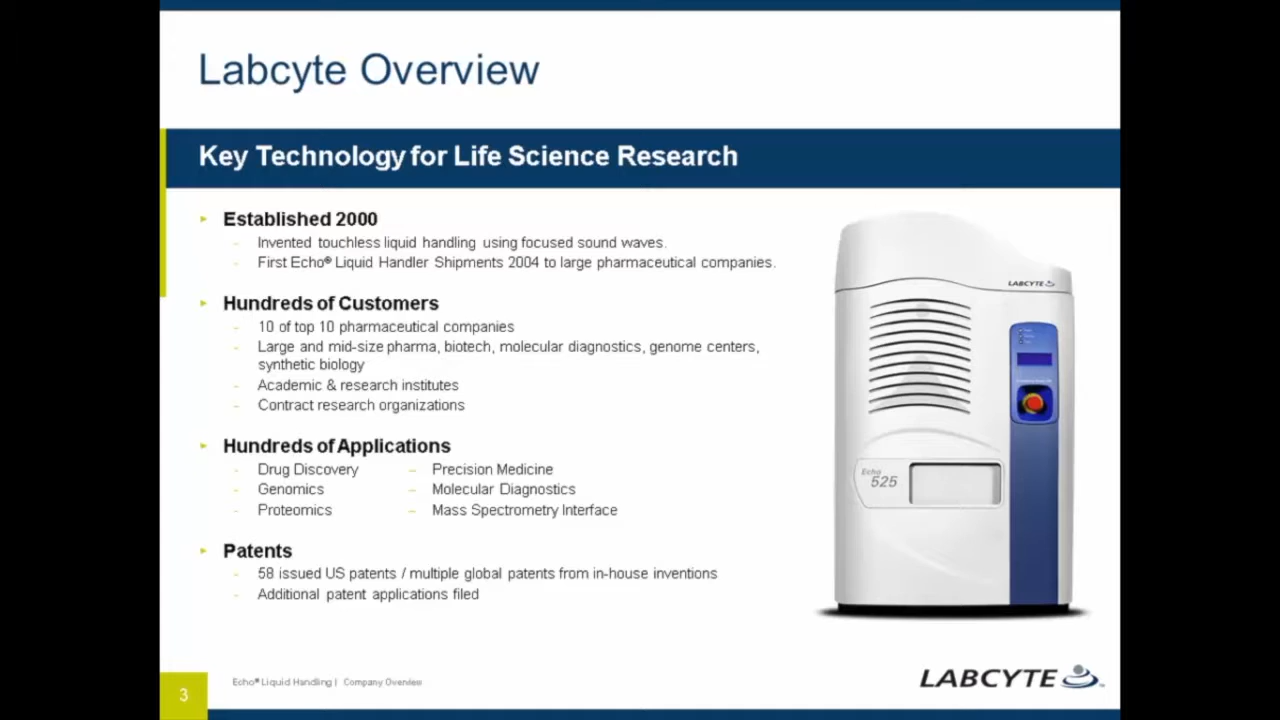 Labcyte Overview
Key Technology for Life Science Research
Established 2000
Invented touchless liquid handling using focused sound waves.
First Echo® Liquid Handler Shipments 2004 to large pharmaceutical companies.
Hundreds of Customers
10 of top 10 pharmaceutical companies
Large and mid-size pharma, biotech, molecular diagnostics, genome centers,
synthetic biology
Academic & research institutes
Contract research organizations
Hundreds of Applications
Drug Discovery
Genomics
Proteomics
Precision Medicine
Molecular Diagnostics
Mass Spectrometry Interface
Patents
58 issued US patents / multiple global patents from in-house inventions
Additional patent applications filed
LABCYTE
Echo
525
3
Echo® Liquid Handling | Company Overview
LABCYTE™